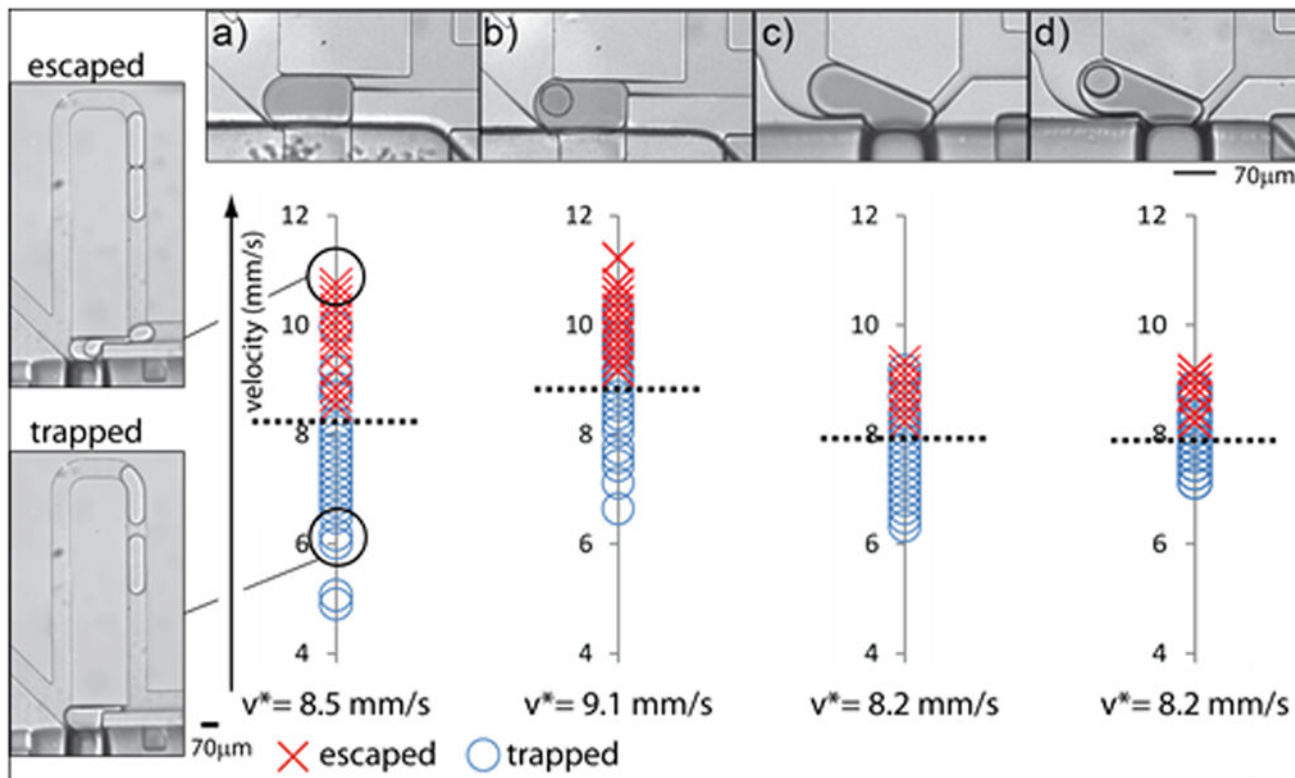 a)
b)
c)
d)
escaped
70μm
velocity (mm/s)
12
10
8
6
4
12
10
8
6
4
12
10
8
6
4
12
10
8
6
4
trapped
70μm
v*= 8.5 mm/s
v*= 9.1 mm/s
v*= 8.2 mm/s
v*= 8.2 mm/s
escaped
trapped